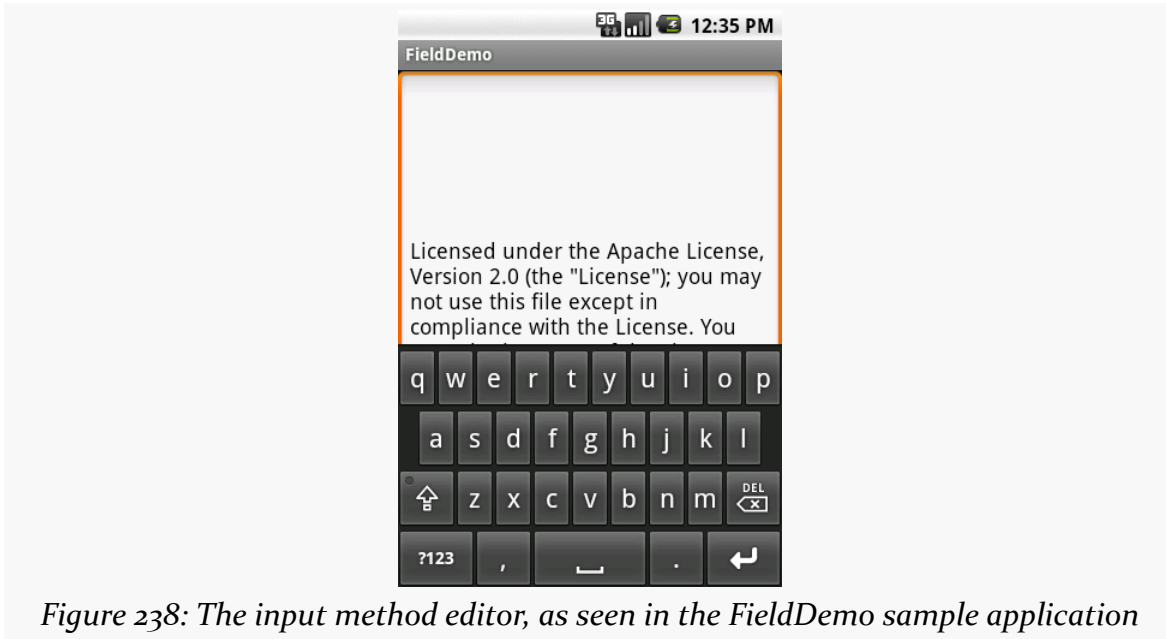 3G 12:35 PM
FieldDemo
Licensed under the Apache License,
Version 2.0 (the "License"); you may
not use this file except in
compliance with the License. You
q w e r t y u i o p
a s d f g h j k l
z x c v b n m DEL
?123 , .
Figure 238: The input method editor, as seen in the FieldDemo sample application